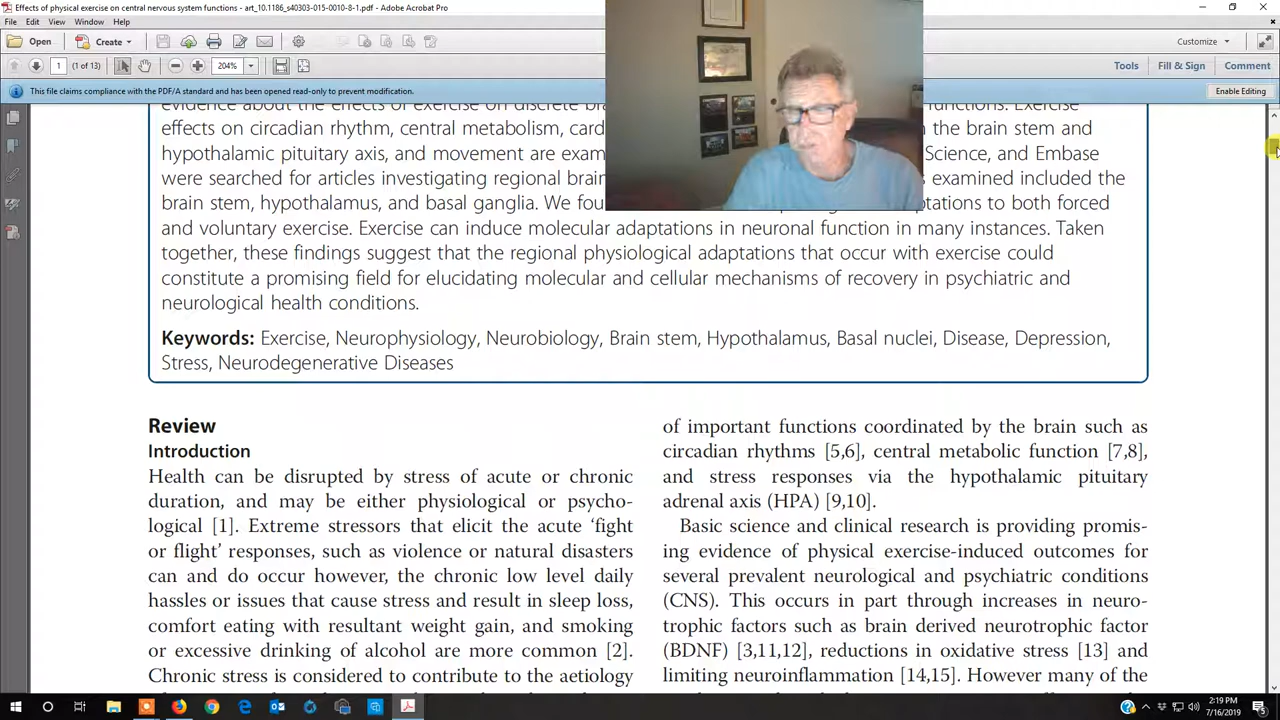 Effects of physical exercise on central nervous system functions - art_10.1186_s40303-015-0010-8-1.pdf - Adobe Acrobat Pro
File Edit View Window Help
Open Create Customize
1 (1 of 13) 204% Tools Fill & Sign Comment
This file claims compliance with the PDF/A standard and has been opened read-only to prevent modification. Enable Editing
evidence about the effects of exercise on discrete functions. Exercise
effects on circadian rhythm, central metabolism, the brain stem and
hypothalamic pituitary axis, and movement are Science, and Embase
were searched for articles investigating regional examined included the
brain stem, hypothalamus, and basal ganglia. We to both forced
and voluntary exercise. Exercise can induce molecular adaptations in neuronal function in many instances. Taken
together, these findings suggest that the regional physiological adaptations that occur with exercise could
constitute a promising field for elucidating molecular and cellular mechanisms of recovery in psychiatric and
neurological health conditions.
Keywords: Exercise, Neurophysiology, Neurobiology, Brain stem, Hypothalamus, Basal nuclei, Disease, Depression,
Stress, Neurodegenerative Diseases
Review
Introduction
Health can be disrupted by stress of acute or chronic
duration, and may be either physiological or psycho-
logical [1]. Extreme stressors that elicit the acute 'fight
or flight' responses, such as violence or natural disasters
can and do occur however, the chronic low level daily
hassles or issues that cause stress and result in sleep loss,
comfort eating with resultant weight gain, and smoking
or excessive drinking of alcohol are more common [2].
Chronic stress is considered to contribute to the aetiology
of important functions coordinated by the brain such as
circadian rhythms [5,6], central metabolic function [7,8],
and stress responses via the hypothalamic pituitary
adrenal axis (HPA) [9,10].
Basic science and clinical research is providing promis-
ing evidence of physical exercise-induced outcomes for
several prevalent neurological and psychiatric conditions
(CNS). This occurs in part through increases in neuro-
trophic factors such as brain derived neurotrophic factor
(BDNF) [3,11,12], reductions in oxidative stress [13] and
limiting neuroinflammation [14,15]. However many of the
2:19 PM
7/16/2019